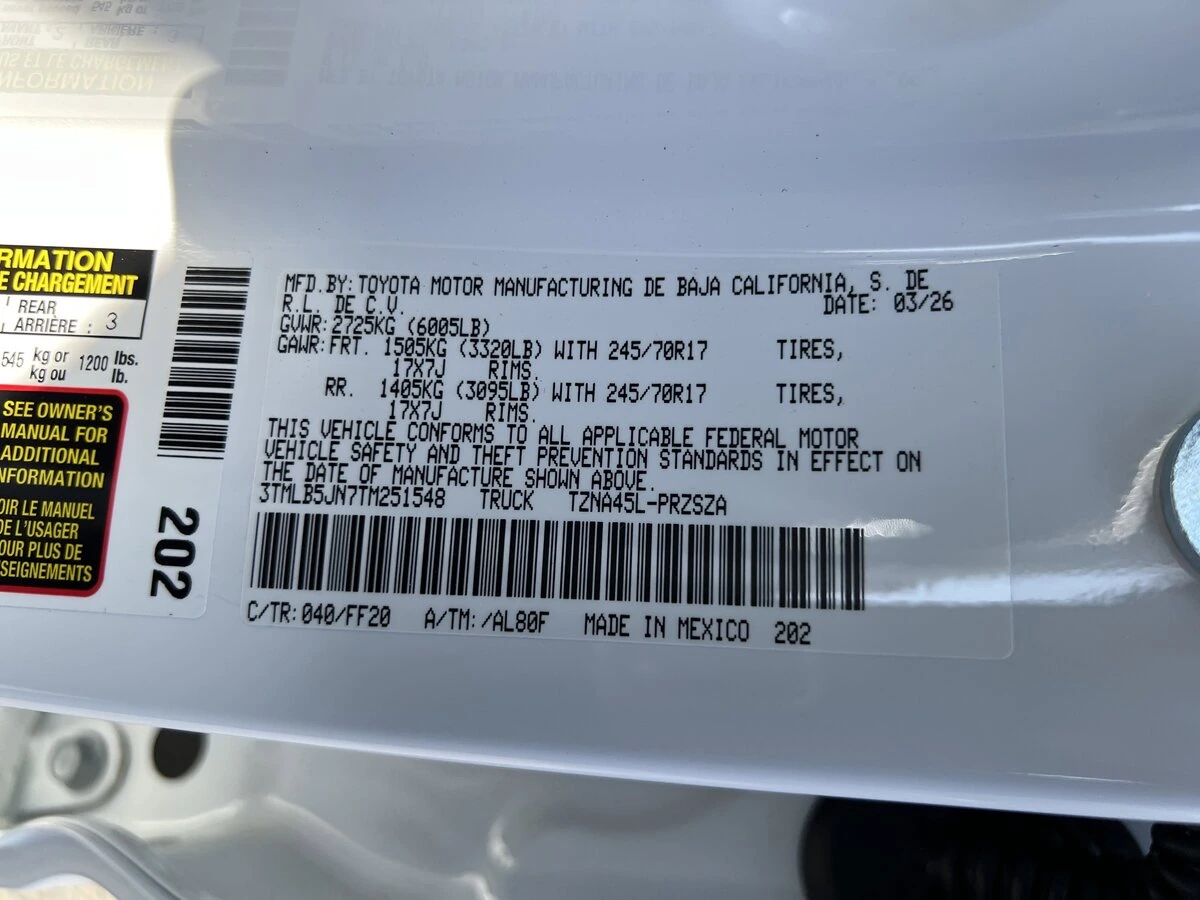 RMATION
E CHARGEMENT
REAR
ARRIÈRE : 3
545 kg or 1200 lbs.
kg ou lb.
SEE OWNER'S
MANUAL FOR
ADDITIONAL
NFORMATION
OIR LE MANUEL
DE L'USAGER
OUR PLUS DE
SEIGNEMENTS
202
MFD.BY: TOYOTA MOTOR MANUFACTURING DE BAJA CALIFORNIA, S. DE
R.L. DE C.V. DATE: 03/26
GVWR: 2725KG (6005LB)
GAWR: FRT. 1505KG (3320LB) WITH 245/70R17 TIRES,
17X7J RIMS.
RR. 1405KG (3095LB) WITH 245/70R17 TIRES,
17X7J RIMS.
THIS VEHICLE CONFORMS TO ALL APPLICABLE FEDERAL MOTOR
VEHICLE SAFETY AND THEFT PREVENTION STANDARDS IN EFFECT ON
THE DATE OF MANUFACTURE SHOWN ABOVE.
3TMLB5JN7TM251548 TRUCK TZNA45L-PRZSZA
C/TR: 040/FF20 A/TM: /AL80F MADE IN MEXICO 202